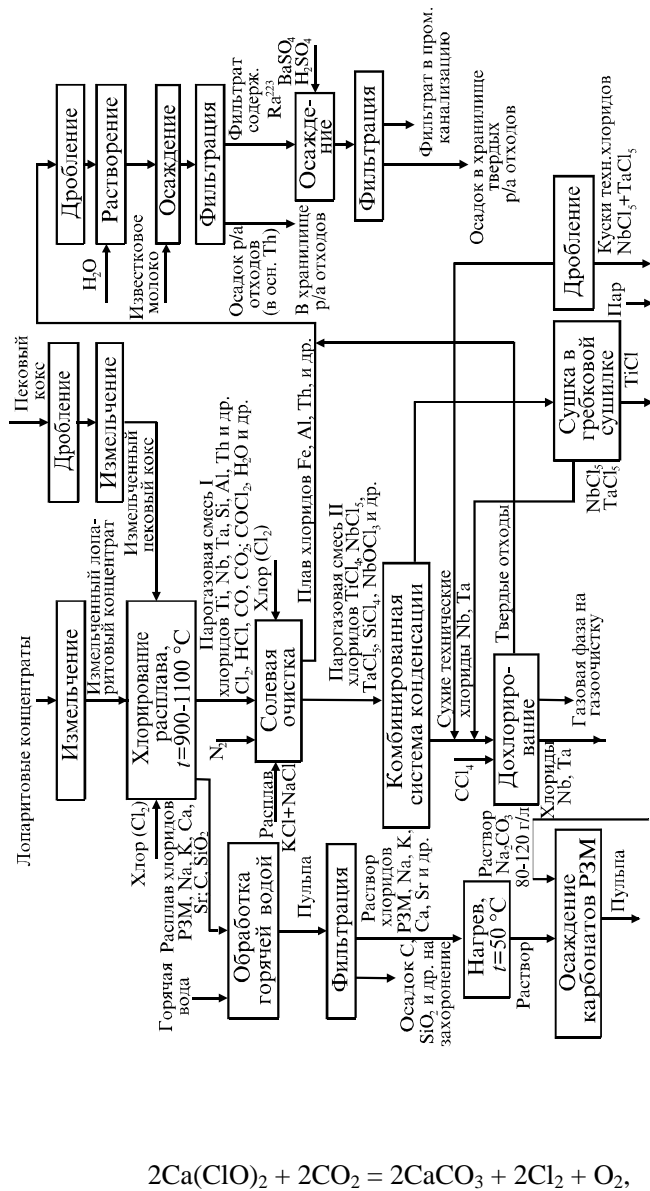 Лопаритовые концентраты
Измельчение
Измельченный лопа-
ритовый концентрат
Пековый
кокс
Дробление
Измельчение
Измельченный
пековый кокс
Хлор (Cl₂)
Хлорирование
расплава,
t=900-1100 °C
Расплав хлоридов
РЗМ, Na, K, Ca,
Sr; C, SiO₂
Парогазовая смесь I
хлоридов Ti, Nb, Ta, Si, Al, Th и др.
Cl₂, HCl, CO, CO₂; COCl₂, H₂O и др.
N₂
Хлор (Cl₂)
Солевая
очистка
Расплав
KCl+NaCl
Плав хлоридов Fe, Al, Th, и др.
Дробление
H₂O
Растворение
Известковое
молоко
Осаждение
Фильтрация
Осадок р/а
отходов
(в осн. Th)
В хранилище
р/а отходов
Фильтрат
содерж.
Ra²²³
BaSO₄
H₂SO₄
Осажде-
ние
Фильтрация
Фильтрат в пром.
канализацию
Осадок в хранилище
твердых
р/а отходов
Парогазовая смесь II
хлоридов TiCl₄, NbCl₅,
TaCl₅, SiCl₄, NbOCl₃ и др.
Комбинированная
система конденсации
Сухие технические
хлориды Nb, Ta
CCl₄
Дохлориро-
вание
Твердые отходы
Хлориды
Nb, Ta
Газовая фаза на
газоочистку
Сушка в
гребковой
сушилке
NbCl₅
TaCl₅
TiCl
Пар
Дробление
Куски техн.хлоридов
NbCl₅+TaCl₅
Горячая
вода
Обработка
горячей водой
Пульпа
Фильтрация
Осадок C,
SiO₂ и др. на
захоронение
Раствор
хлоридов
РЗМ, Na, K,
Ca, Sr и др.
Нагрев,
t=50 °C
Раствор
Раствор
Na₂CO₃
80-120 г/л
Осаждение
карбонатов РЗМ
Пульпа
2Ca(ClO)₂ + 2CO₂ = 2CaCO₃ + 2Cl₂ + O₂,